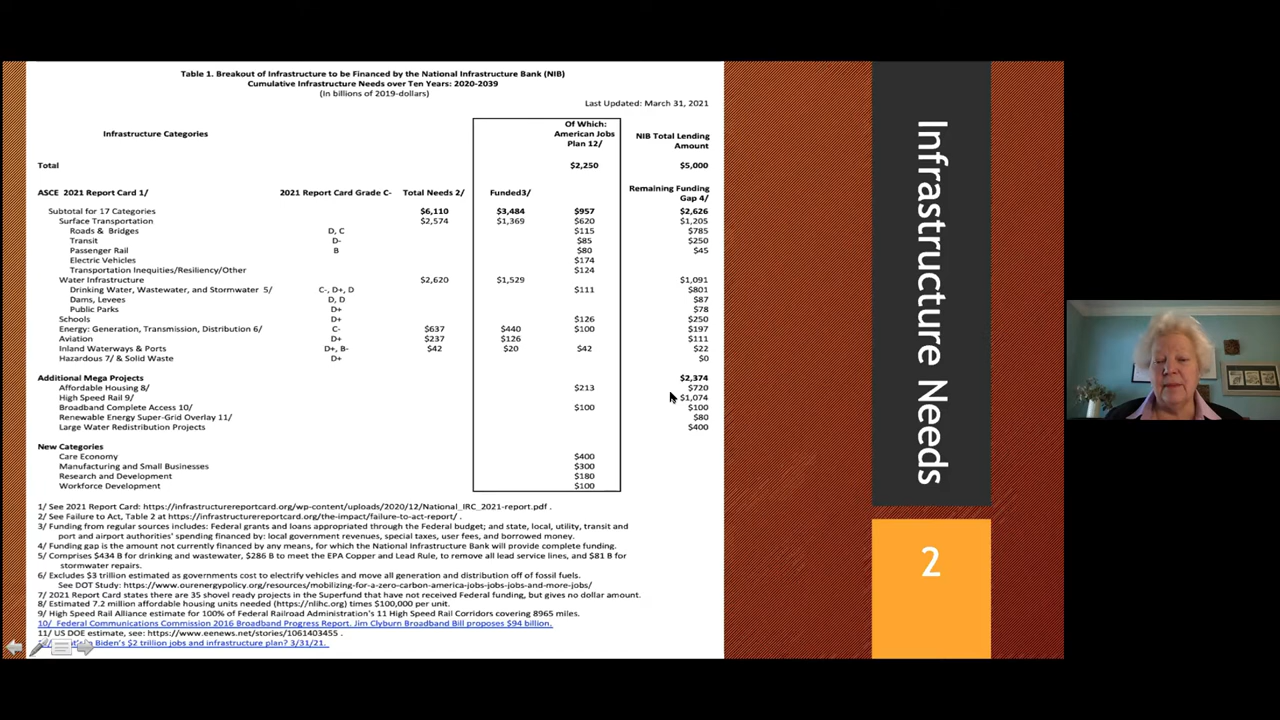 Table 1. Breakout of Infrastructure to be Financed by the National Infrastructure Bank (NIB)
Cumulative Infrastructure Needs over Ten Years: 2020-2039
(In billions of 2019-dollars)
Last Updated: March 31, 2021
Infrastructure Categories
Of Which: American Jobs Plan 12/
NIB Total Lending Amount
Total $2,250 $5,000
ASCE 2021 Report Card 1/ 2021 Report Card Grade C- Total Needs 2/ Funded3/ Remaining Funding Gap 4/
Subtotal for 17 Categories $6,110 $3,484 $957 $2,626
Surface Transportation $2,574 $1,369 $620 $1,205
Roads & Bridges D, C $115 $785
Transit D- $85 $250
Passenger Rail B $80 $45
Electric Vehicles $174
Transportation Inequities/Resiliency/Other $124
Water Infrastructure $2,620 $1,529 $1,091
Drinking Water, Wastewater, and Stormwater 5/ C-, D+, D $111 $801
Dams, Levees D, D $87
Public Parks D+ $78
Schools D+ $126 $250
Energy: Generation, Transmission, Distribution 6/ C- $637 $440 $100 $197
Aviation D+ $237 $126 $111
Inland Waterways & Ports D+, B- $42 $20 $42 $22
Hazardous 7/ & Solid Waste D+ $0
Additional Mega Projects $2,374
Affordable Housing 8/ $213 $720
High Speed Rail 9/ $1,074
Broadband Complete Access 10/ $100 $100
Renewable Energy Super-Grid Overlay 11/ $80
Large Water Redistribution Projects $400
New Categories
Care Economy $400
Manufacturing and Small Businesses $300
Research and Development $180
Workforce Development $100
1/ See 2021 Report Card: https://infrastructurereportcard.org/wp-content/uploads/2020/12/National_IRC_2021-report.pdf .
2/ See Failure to Act, Table 2 at https://infrastructurereportcard.org/the-impact/failure-to-act-report/ .
3/ Funding from regular sources includes: Federal grants and loans appropriated through the Federal budget; and state, local, utility, transit and
port and airport authorities' spending financed by: local government revenues, special taxes, user fees, and borrowed money.
4/ Funding gap is the amount not currently financed by any means, for which the National Infrastructure Bank will provide complete funding.
5/ Comprises $434 B for drinking and wastewater, $286 B to meet the EPA Copper and Lead Rule, to remove all lead service lines, and $81 B for
stormwater repairs.
6/ Excludes $3 trillion estimated as governments cost to electrify vehicles and move all generation and distribution off of fossil fuels.
See DOT Study: https://www.ourenergypolicy.org/resources/mobilizing-for-a-zero-carbon-america-jobs-jobs-jobs-and-more-jobs/
7/ 2021 Report Card states there are 35 shovel ready projects in the Superfund that have not received Federal funding, but gives no dollar amount.
8/ Estimated 7.2 million affordable housing units needed (https://nlihc.org) times $100,000 per unit.
9/ High Speed Rail Alliance estimate for 100% of Federal Railroad Administration's 11 High Speed Rail Corridors covering 8965 miles.
10/ Federal Communications Commission 2016 Broadband Progress Report. Jim Clyburn Broadband Bill proposes $94 billion.
11/ US DOE estimate, see: https://www.eenews.net/stories/1061403455 .
Biden's $2 trillion jobs and infrastructure plan? 3/31/21.
Infrastructure Needs
2